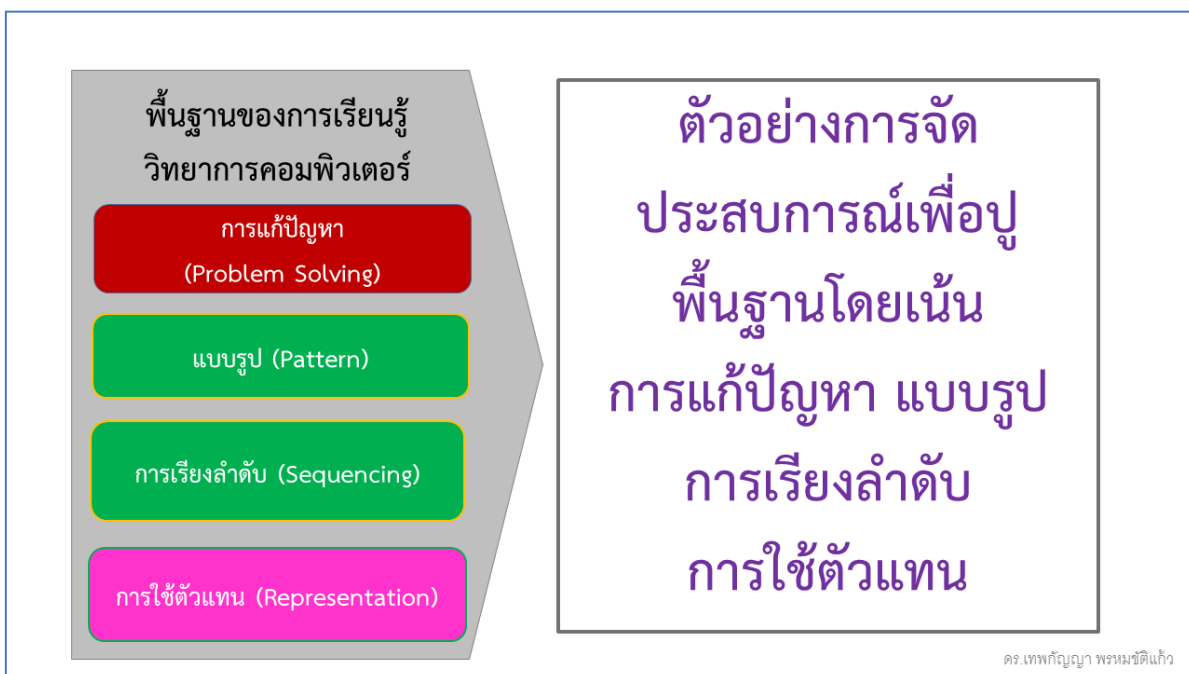 พื้นฐานของการเรียนรู้
วิทยาการคอมพิวเตอร์
การแก้ปัญหา
(Problem Solving)
แบบรูป (Pattern)
การเรียงลำดับ (Sequencing)
การใช้ตัวแทน (Representation)
ตัวอย่างการจัด
ประสบการณ์เพื่อปู
พื้นฐานโดยเน้น
การแก้ปัญหา แบบรูป
การเรียงลำดับ
การใช้ตัวแทน
ดร.เทพกัญญา พรหมขัติแก้ว